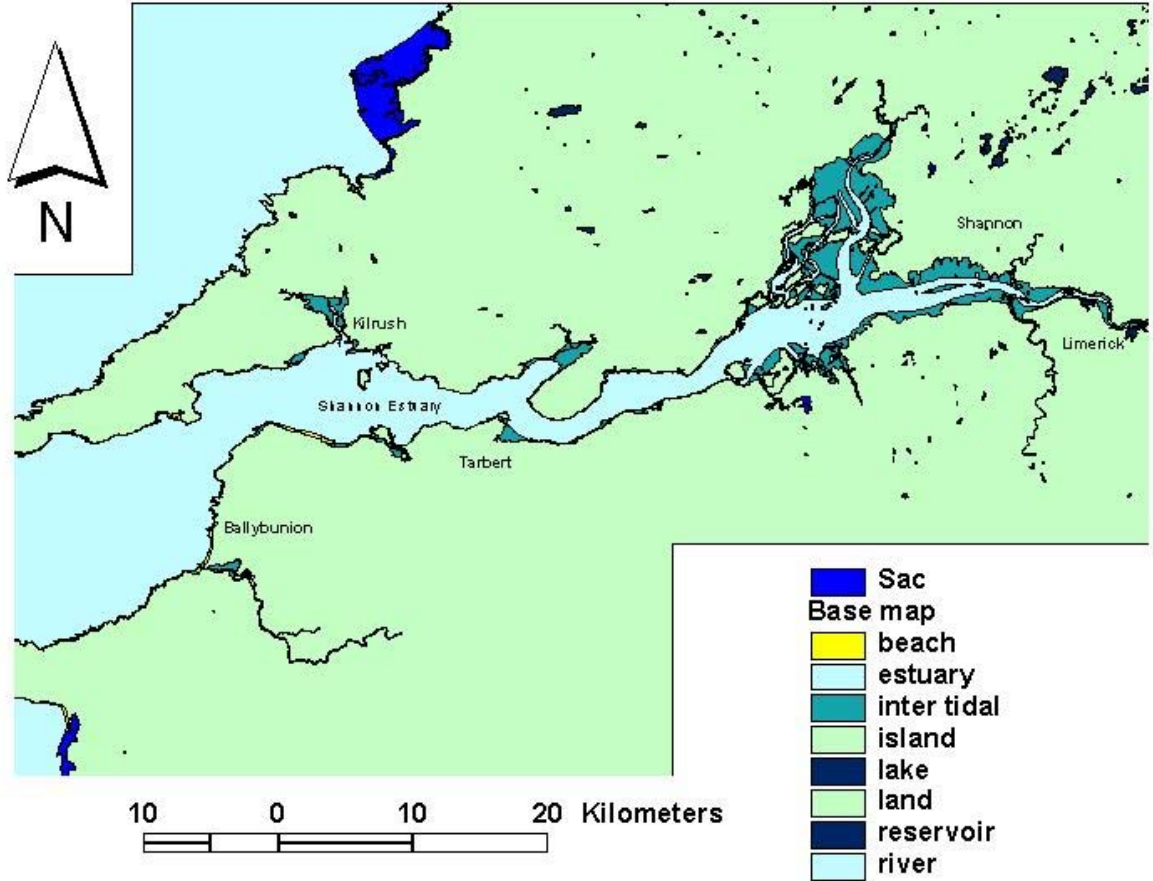 N
Shannon
Kilrush
Limerick
Shannon Estuary
Tarbert
Ballybunion
Sac
Base map
beach
estuary
inter tidal
island
lake
land
reservoir
river
10 0 10 20 Kilometers